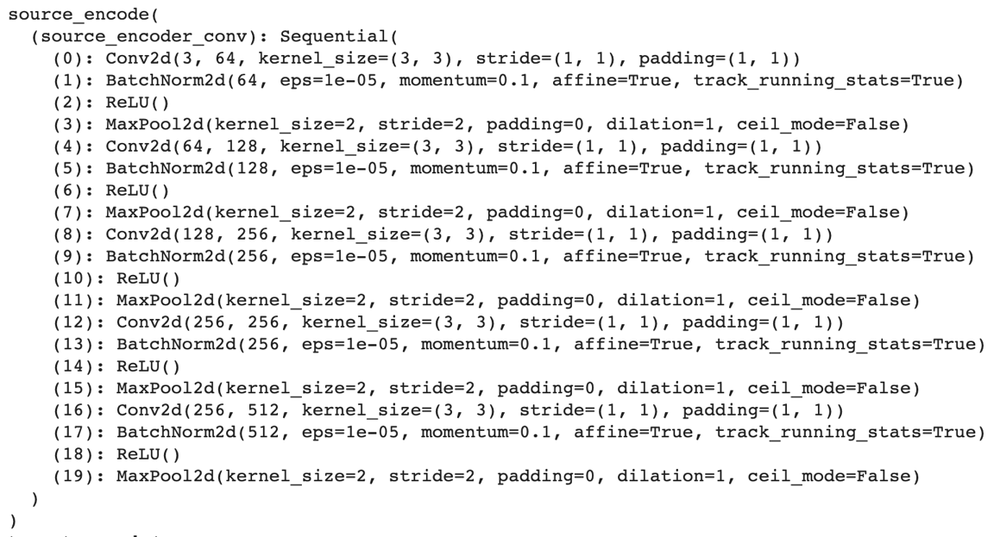 source_encode(
  (source_encoder_conv): Sequential(
    (0): Conv2d(3, 64, kernel_size=(3, 3), stride=(1, 1), padding=(1, 1))
    (1): BatchNorm2d(64, eps=1e-05, momentum=0.1, affine=True, track_running_stats=True)
    (2): ReLU()
    (3): MaxPool2d(kernel_size=2, stride=2, padding=0, dilation=1, ceil_mode=False)
    (4): Conv2d(64, 128, kernel_size=(3, 3), stride=(1, 1), padding=(1, 1))
    (5): BatchNorm2d(128, eps=1e-05, momentum=0.1, affine=True, track_running_stats=True)
    (6): ReLU()
    (7): MaxPool2d(kernel_size=2, stride=2, padding=0, dilation=1, ceil_mode=False)
    (8): Conv2d(128, 256, kernel_size=(3, 3), stride=(1, 1), padding=(1, 1))
    (9): BatchNorm2d(256, eps=1e-05, momentum=0.1, affine=True, track_running_stats=True)
    (10): ReLU()
    (11): MaxPool2d(kernel_size=2, stride=2, padding=0, dilation=1, ceil_mode=False)
    (12): Conv2d(256, 256, kernel_size=(3, 3), stride=(1, 1), padding=(1, 1))
    (13): BatchNorm2d(256, eps=1e-05, momentum=0.1, affine=True, track_running_stats=True)
    (14): ReLU()
    (15): MaxPool2d(kernel_size=2, stride=2, padding=0, dilation=1, ceil_mode=False)
    (16): Conv2d(256, 512, kernel_size=(3, 3), stride=(1, 1), padding=(1, 1))
    (17): BatchNorm2d(512, eps=1e-05, momentum=0.1, affine=True, track_running_stats=True)
    (18): ReLU()
    (19): MaxPool2d(kernel_size=2, stride=2, padding=0, dilation=1, ceil_mode=False)
  )
)